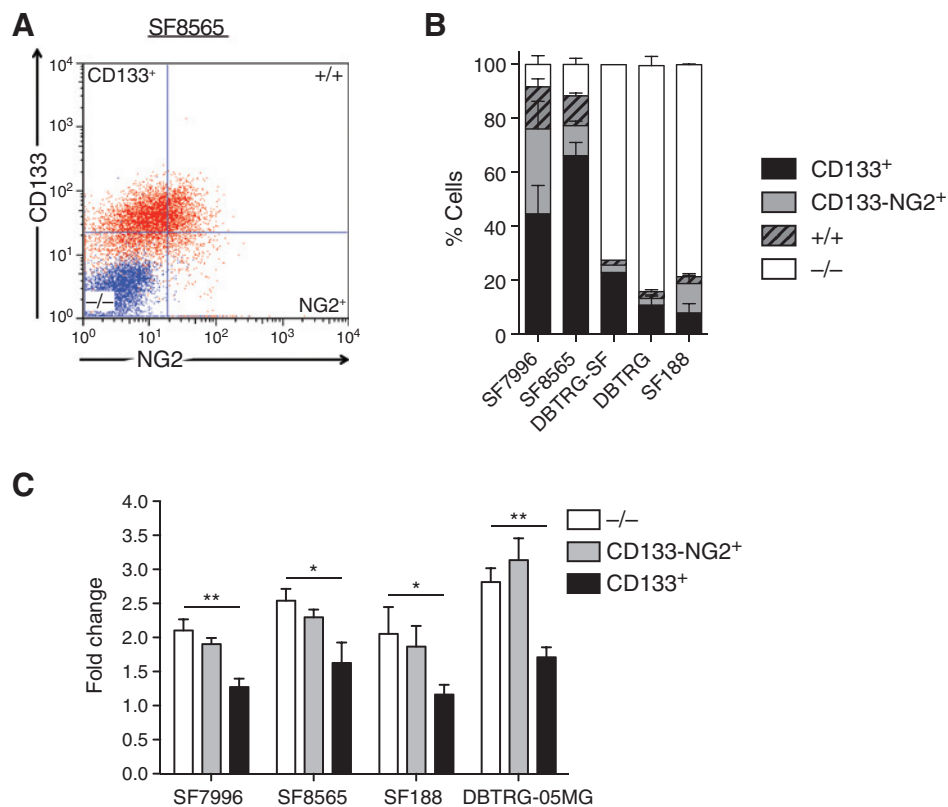 A
SF8565
CD133⁺
+/+
–/–
NG2⁺
10⁴
10³
10²
10¹
10⁰
10⁰
10¹
10²
10³
10⁴
CD133
NG2
B
100
80
60
40
20
0
% Cells
SF7996
SF8565
DBTRG-SF
DBTRG
SF188
CD133⁺
CD133-NG2⁺
+/+
–/–
C
4.0
3.5
3.0
2.5
2.0
1.5
1.0
0.5
0.0
Fold change
**
*
*
**
SF7996
SF8565
SF188
DBTRG-05MG
–/–
CD133-NG2⁺
CD133⁺